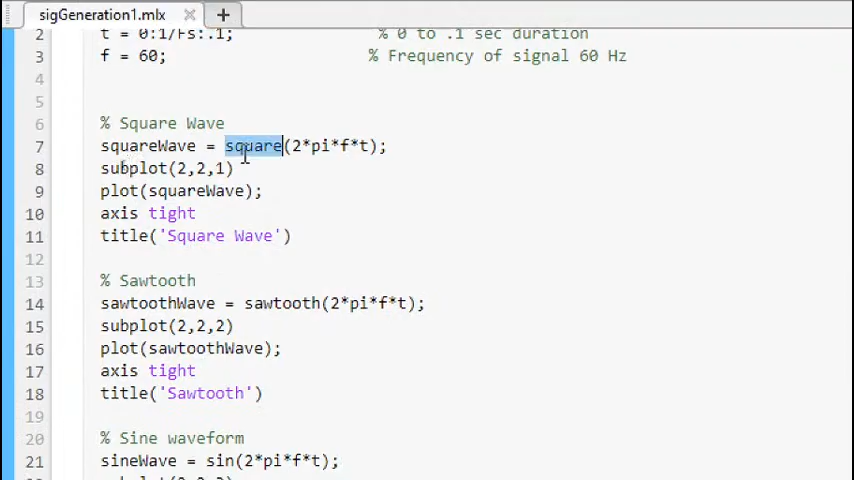 sigGeneration1.mlx × +
2 t = 0:1/Fs:.1; % 0 to .1 sec duration
3 f = 60; % Frequency of signal 60 Hz
4
5
6 % Square Wave
7 squareWave = square(2*pi*f*t);
8 subplot(2,2,1)
9 plot(squareWave);
10 axis tight
11 title('Square Wave')
12
13 % Sawtooth
14 sawtoothWave = sawtooth(2*pi*f*t);
15 subplot(2,2,2)
16 plot(sawtoothWave);
17 axis tight
18 title('Sawtooth')
19
20 % Sine waveform
21 sineWave = sin(2*pi*f*t);